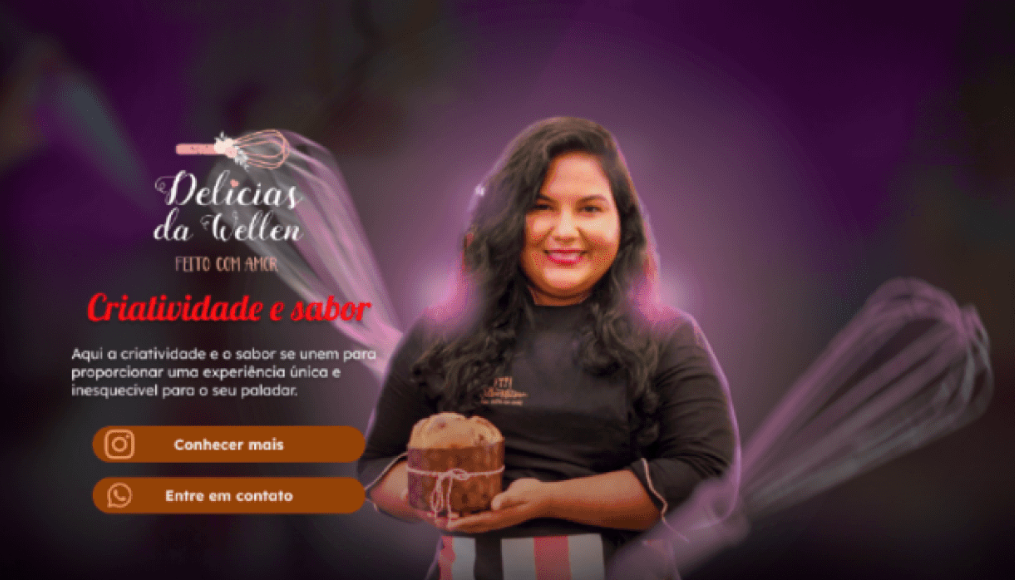 Delícias
da Wellen
FEITO COM AMOR
Criatividade e sabor
Aqui a criatividade e o sabor se unem para
proporcionar uma experiência única e
inesquecível para o seu paladar.
Conhecer mais
Entre em contato